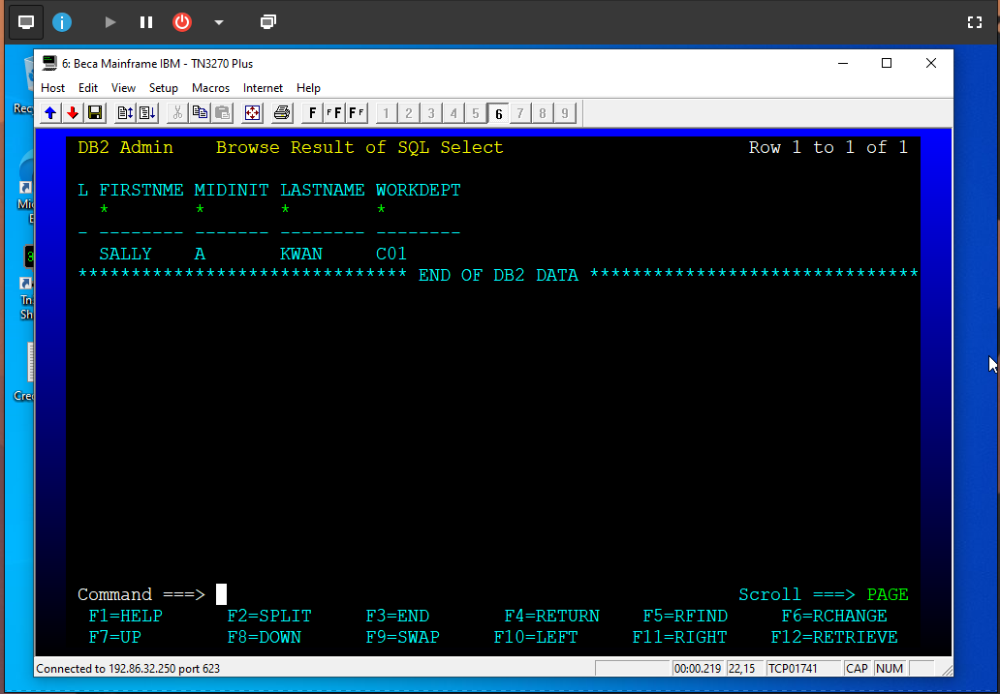 6: Beca Mainframe IBM - TN3270 Plus
Host Edit View Setup Macros Internet Help
F FF FF 1 2 3 4 5 6 7 8 9
DB2 Admin Browse Result of SQL Select Row 1 to 1 of 1
L FIRSTNME MIDINIT LASTNAME WORKDEPT
* * * *
- -------- ------- -------- --------
SALLY A KWAN C01
******************************* END OF DB2 DATA *******************************
Command ===> Scroll ===> PAGE
F1=HELP F2=SPLIT F3=END F4=RETURN F5=RFIND F6=RCHANGE
F7=UP F8=DOWN F9=SWAP F10=LEFT F11=RIGHT F12=RETRIEVE
Connected to 192.86.32.250 port 623 00:00.219 22,15 TCP01741 CAP NUM
Rec
Mic
E
Tn
Sh
Cre